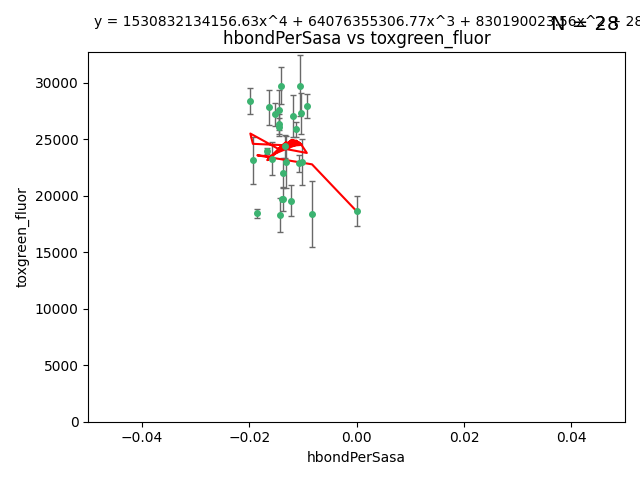 y = 1530832134156.63x^4 + 64076355306.77x^3 + 830190023.56x^2 + 28
N = 28
hbondPerSasa vs toxgreen_fluor
30000
25000
20000
15000
10000
5000
0
toxgreen_fluor
−0.04
−0.02
0.00
0.02
0.04
hbondPerSasa